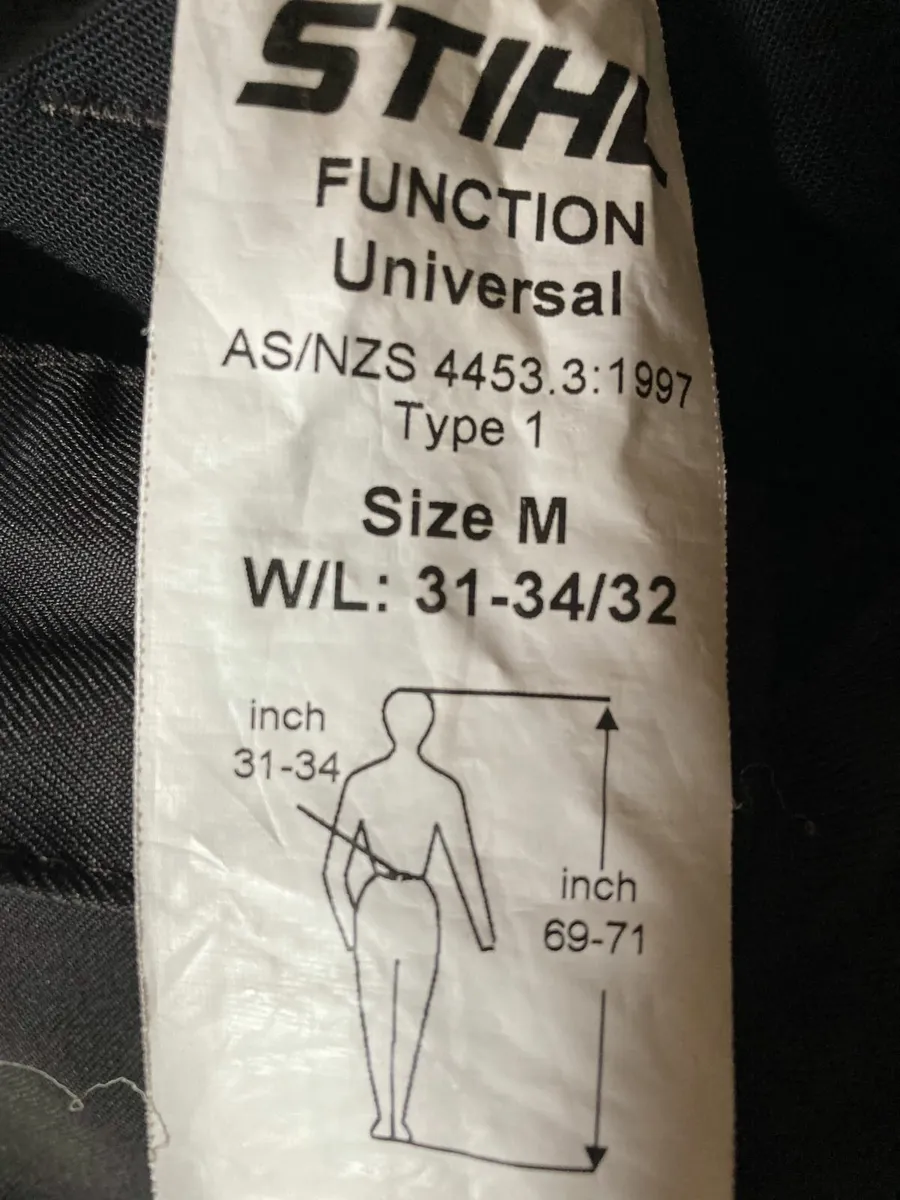 STIHL
FUNCTION
Universal
AS/NZS 4453.3:1997
Type 1
Size M
W/L: 31-34/32
inch
31-34
inch
69-71